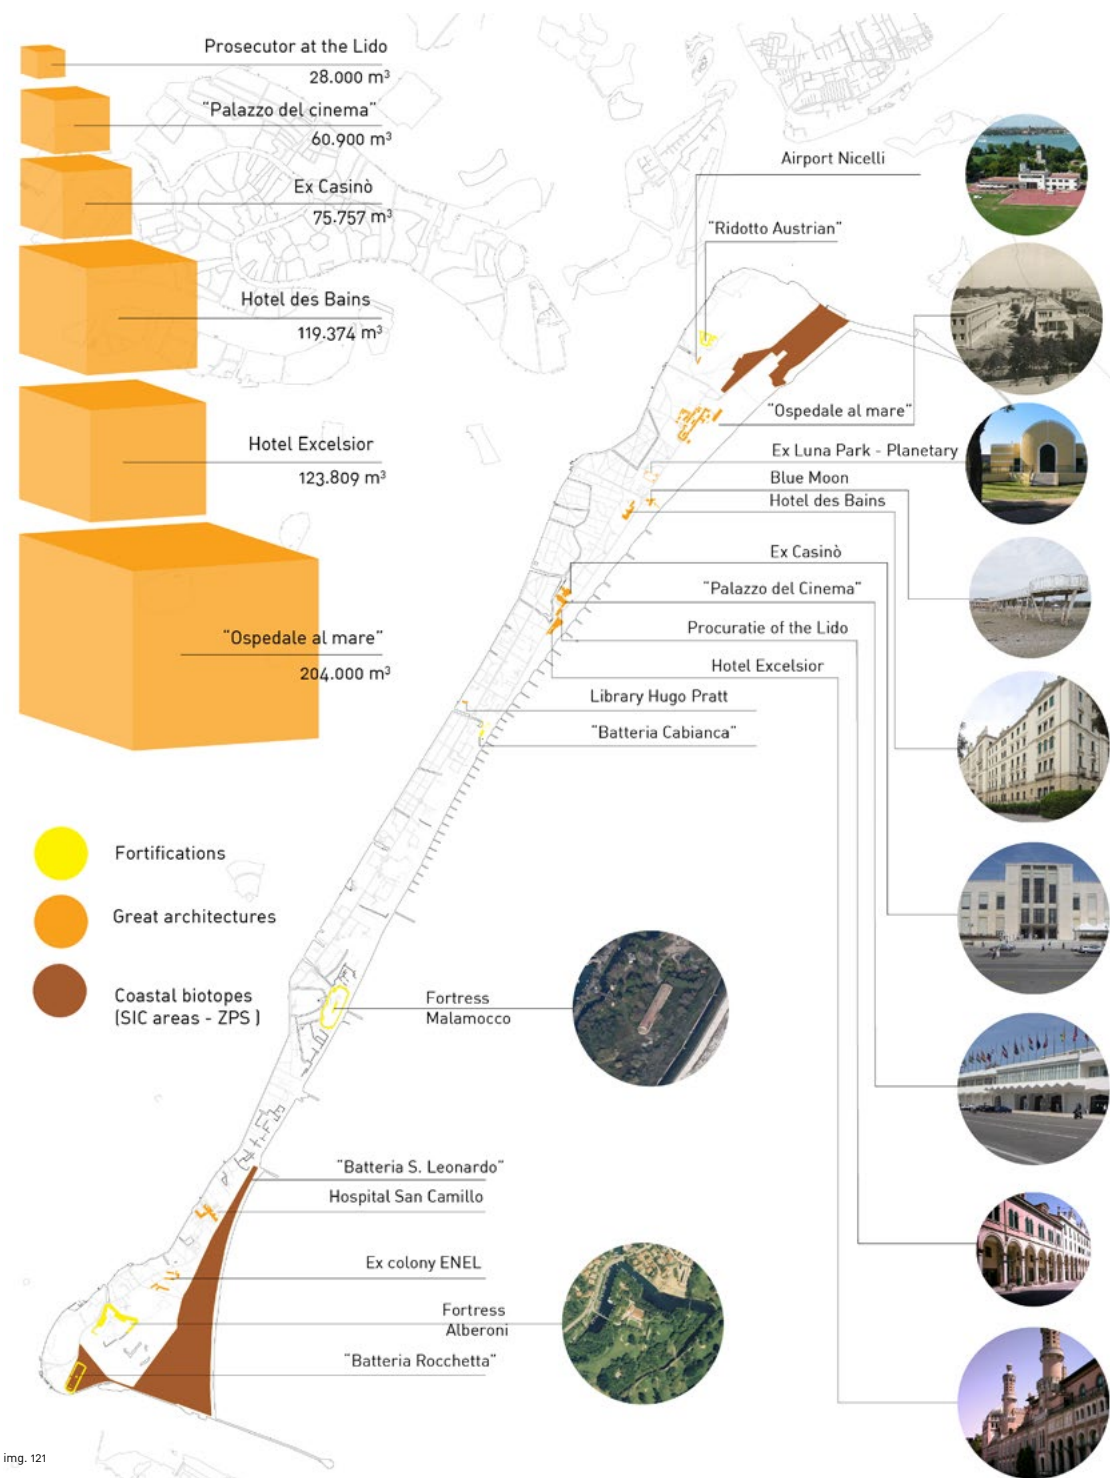 Prosecutor at the Lido
28.000 m³
"Palazzo del cinema"
60.900 m³
Ex Casinò
75.757 m³
Hotel des Bains
119.374 m³
Hotel Excelsior
123.809 m³
"Ospedale al mare"
204.000 m³
Fortifications
Great architectures
Coastal biotopes
(SIC areas - ZPS )
Airport Nicelli
"Ridotto Austrian"
"Ospedale al mare"
Ex Luna Park - Planetary
Blue Moon
Hotel des Bains
Ex Casinò
"Palazzo del Cinema"
Procuratie of the Lido
Hotel Excelsior
Library Hugo Pratt
"Batteria Cabianca"
Fortress
Malamocco
"Batteria S. Leonardo"
Hospital San Camillo
Ex colony ENEL
Fortress
Alberoni
"Batteria Rocchetta"
img. 121